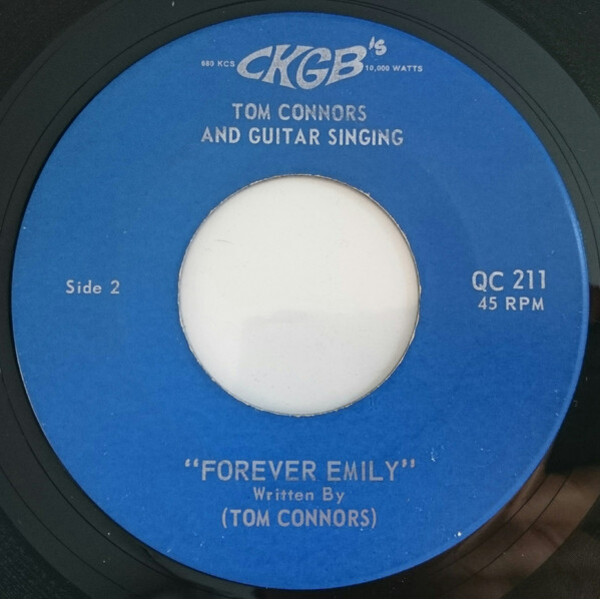 680 KCS CKGB's 10,000 WATTS
TOM CONNORS
AND GUITAR SINGING
Side 2
QC 211
45 RPM
"FOREVER EMILY"
Written By
(TOM CONNORS)